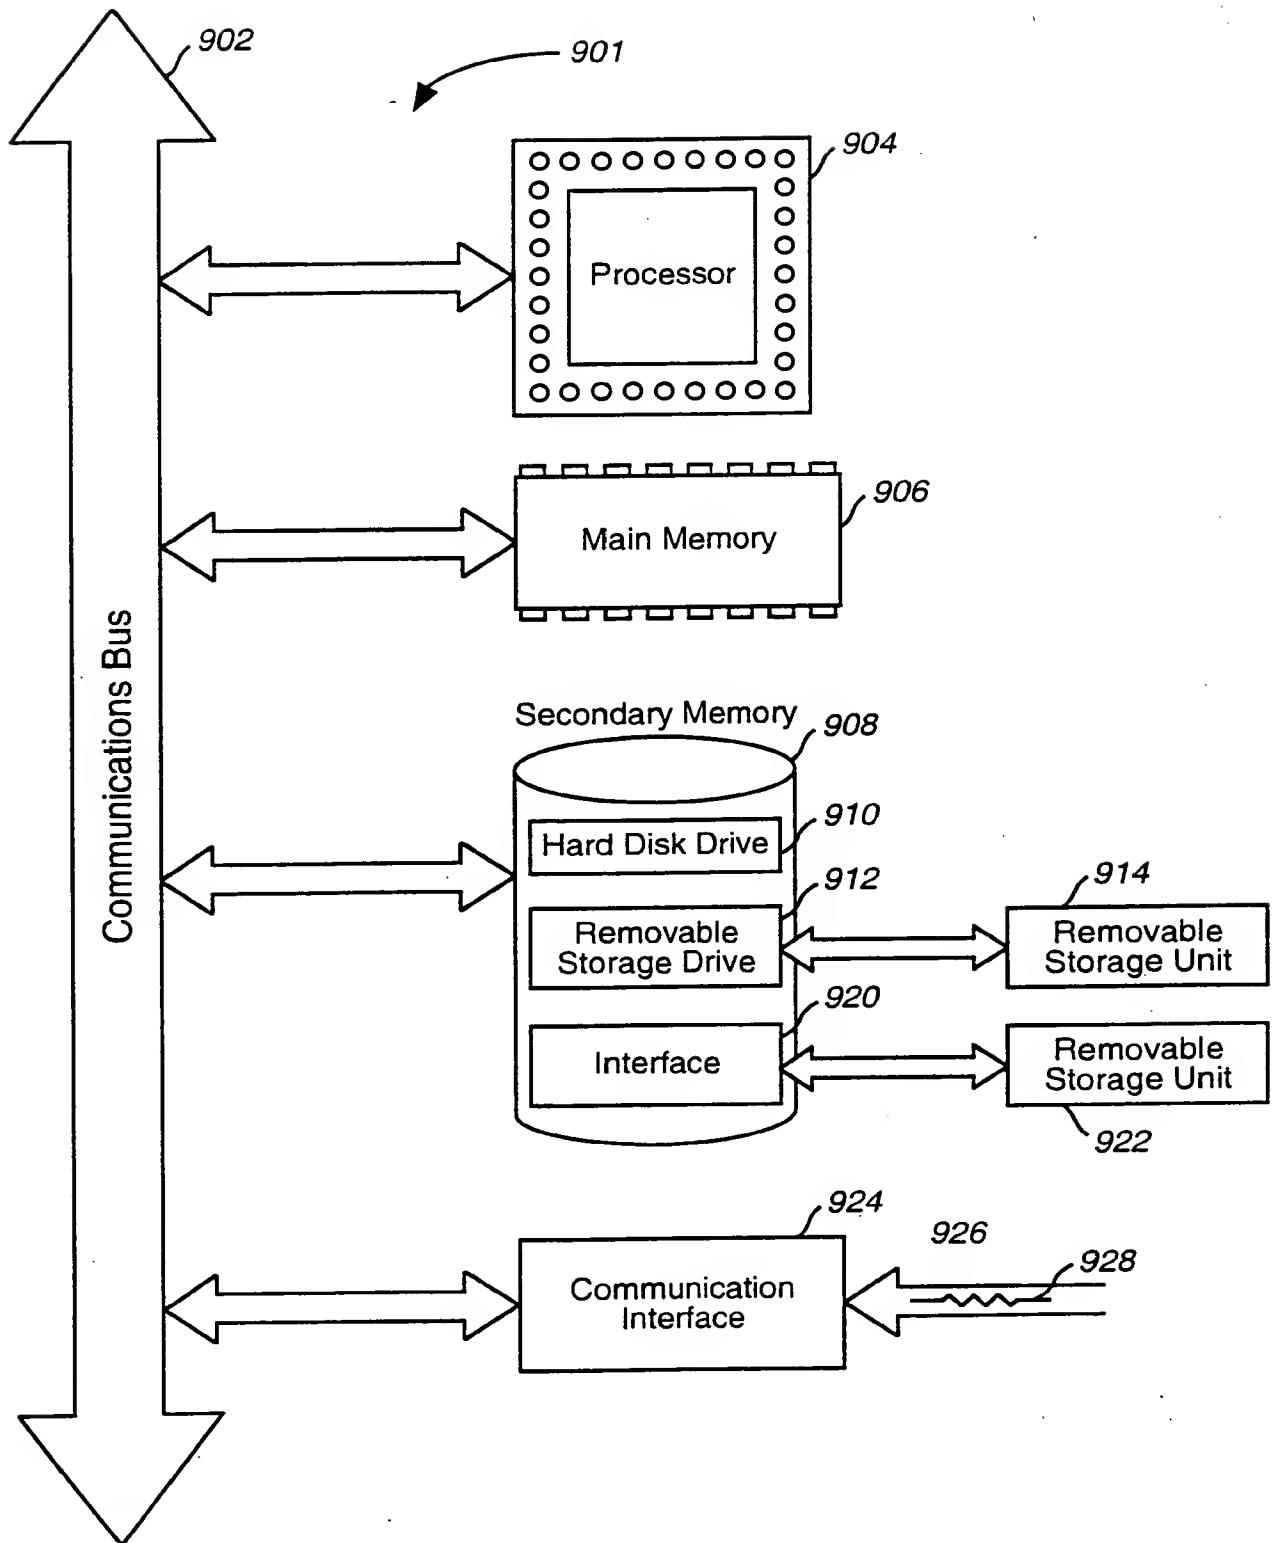 902
901
904
Processor
906
Main Memory
Communications Bus
Secondary Memory
908
910
Hard Disk Drive
912
914
Removable
Storage Drive
Removable
Storage Unit
920
Interface
Removable
Storage Unit
922
924
926
928
Communication
Interface